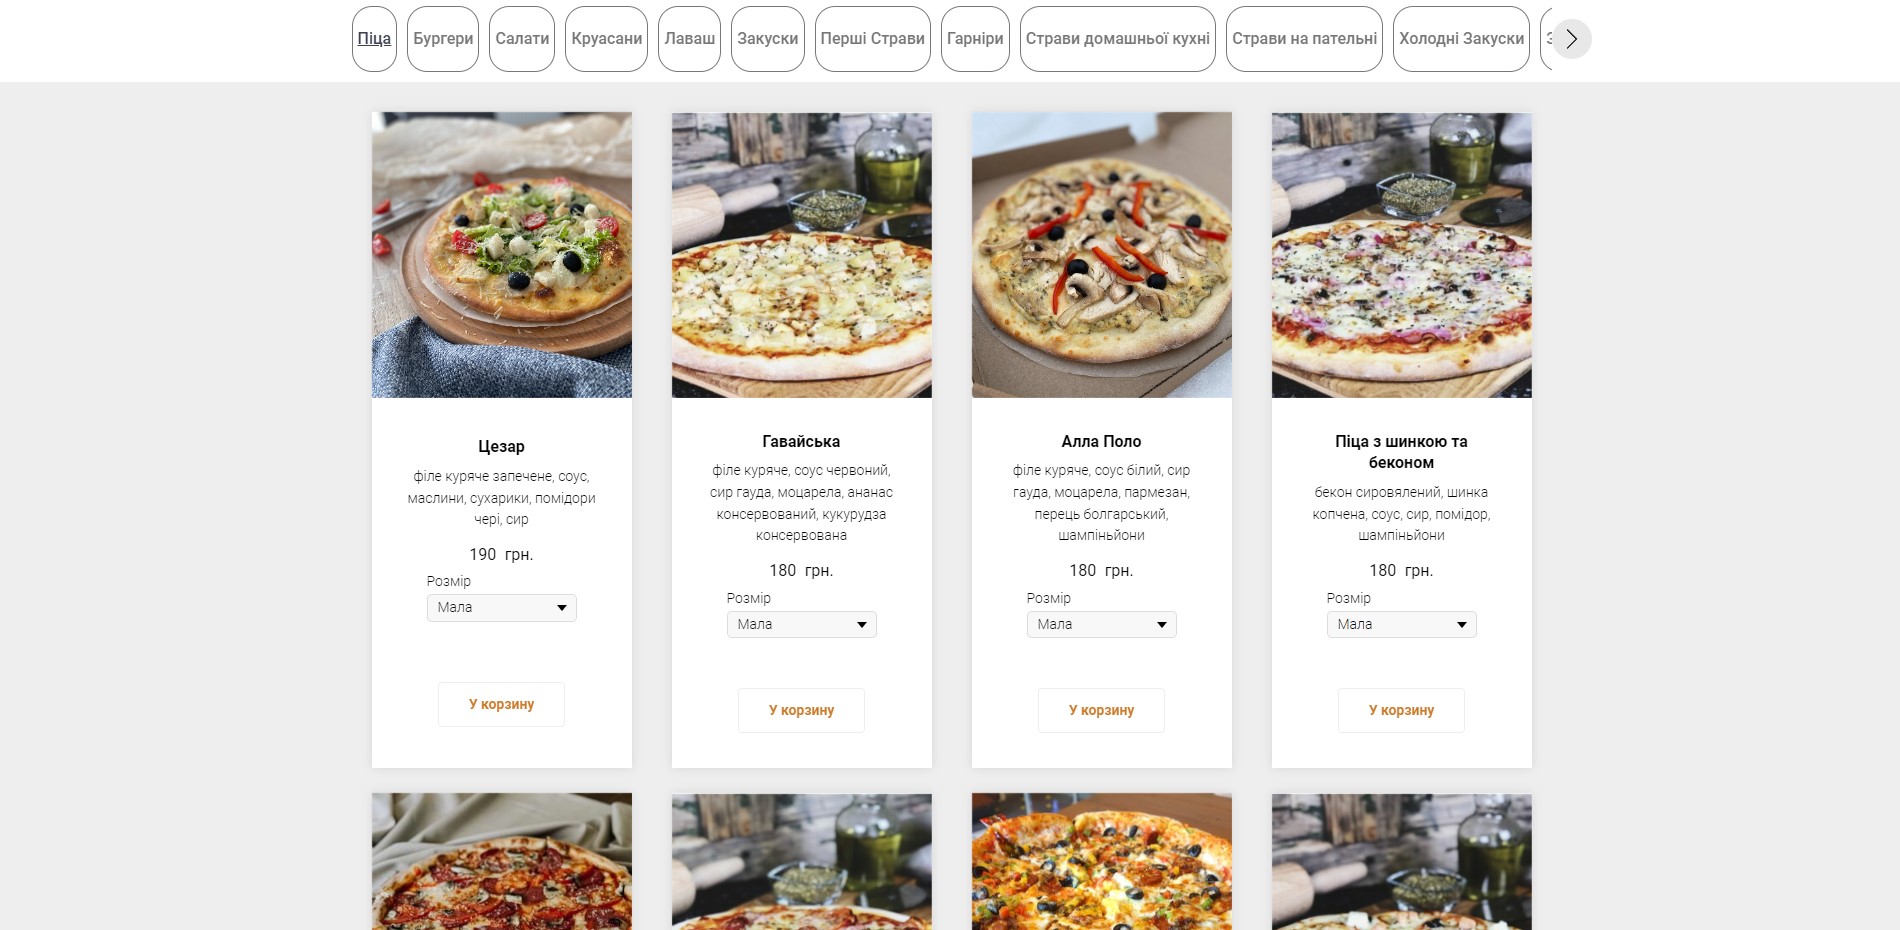 Піца
Бургери
Салати
Круасани
Лаваш
Закуски
Перші Страви
Гарніри
Страви домашньої кухні
Страви на пательні
Холодні Закуски
Цезар
філе куряче запечене, соус,
маслини, сухарики, помідори
чері, сир
190 грн.
Розмір
Мала
У корзину
Гавайська
філе куряче, соус червоний,
сир гауда, моцарела, ананас
консервований, кукурудза
консервована
180 грн.
Розмір
Мала
У корзину
Алла Поло
філе куряче, соус білий, сир
гауда, моцарела, пармезан,
перець болгарський,
шампіньйони
180 грн.
Розмір
Мала
У корзину
Піца з шинкою та
беконом
бекон сировялений, шинка
копчена, соус, сир, помідор,
шампіньйони
180 грн.
Розмір
Мала
У корзину